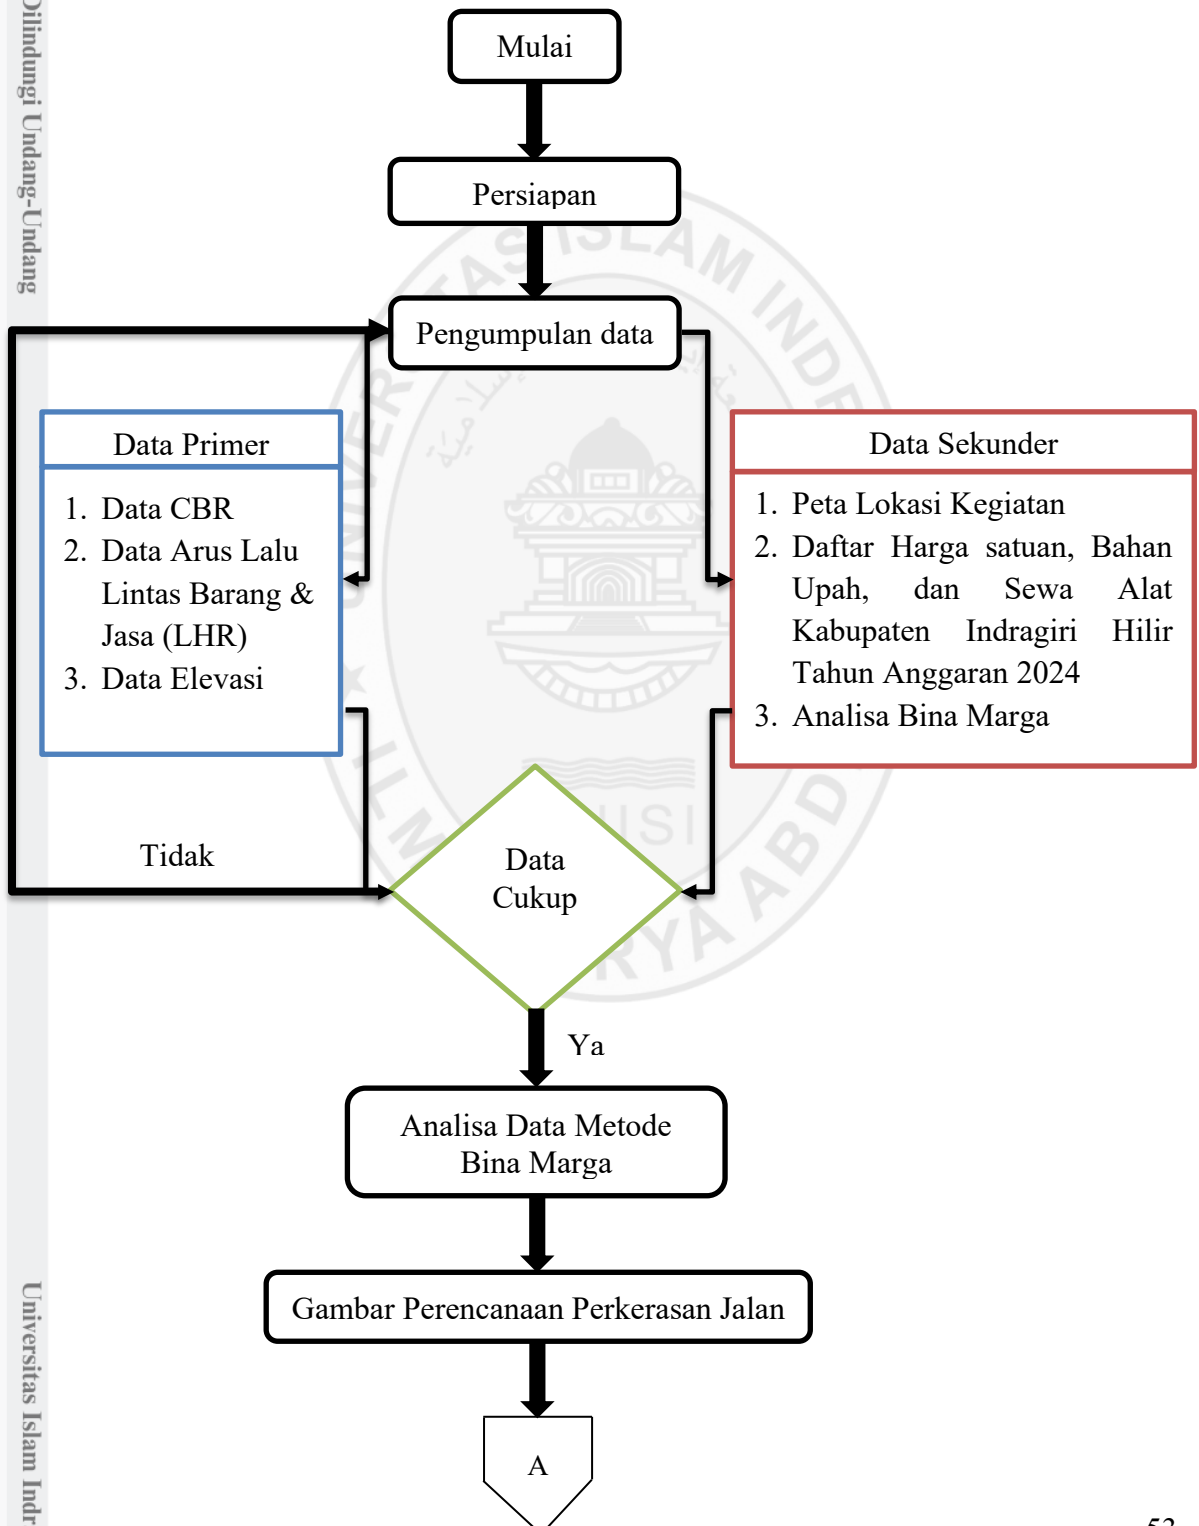 Dilindungi Undang-Undang
Mulai
Persiapan
Pengumpulan data
Data Primer
1. Data CBR
2. Data Arus Lalu
Lintas Barang &
Jasa (LHR)
3. Data Elevasi
Data Sekunder
1. Peta Lokasi Kegiatan
2. Daftar Harga satuan, Bahan
Upah, dan Sewa Alat
Kabupaten Indragiri Hilir
Tahun Anggaran 2024
3. Analisa Bina Marga
Tidak
Data
Cukup
Ya
Analisa Data Metode
Bina Marga
Gambar Perencanaan Perkerasan Jalan
A
Universitas Islam Indr